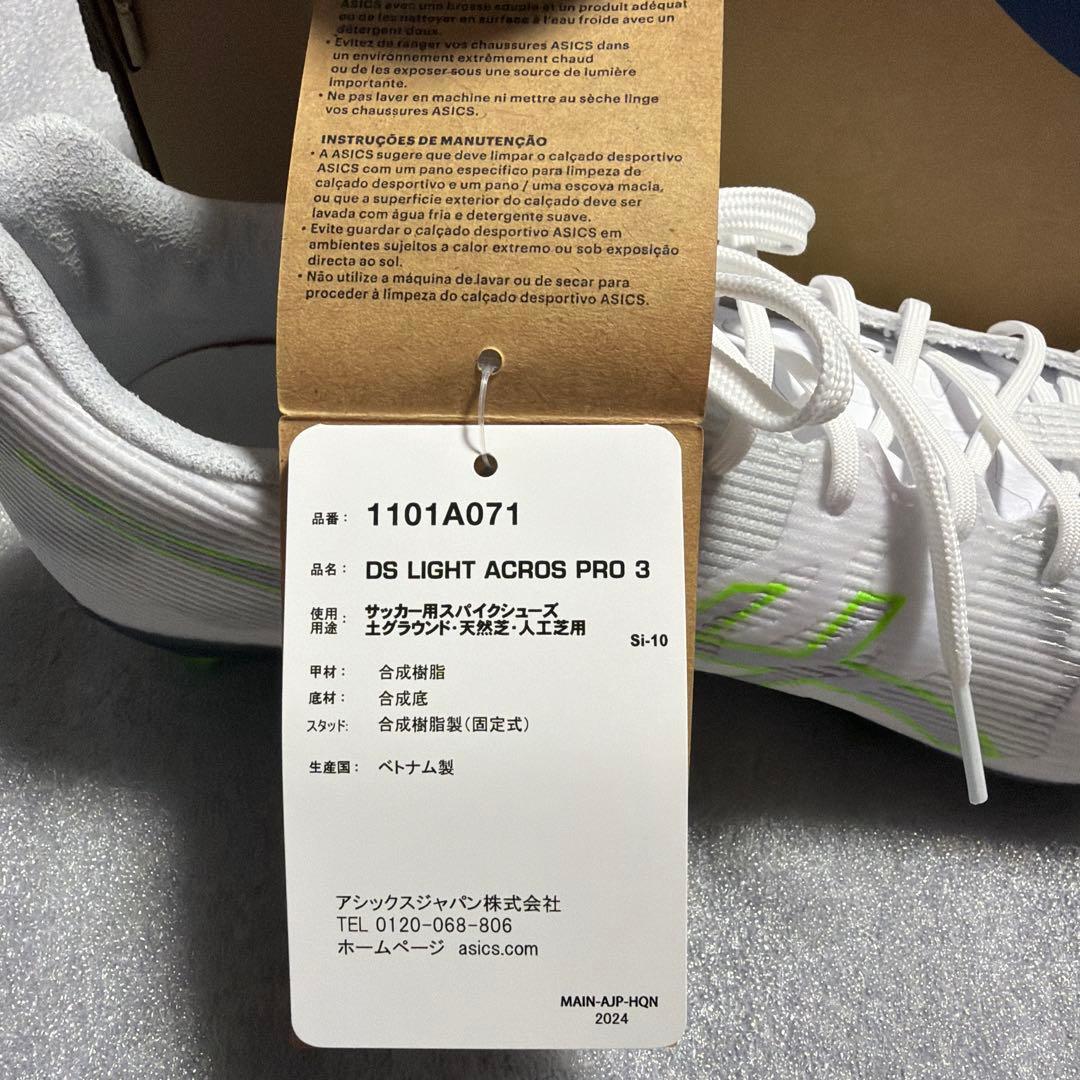 ASICS avec une brosse souple et un produit adéquat
ou de les nettoyer en surface à l'eau froide avec un
détergent doux.
• Evitez de ranger vos chaussures ASICS dans
un environnement extrêmement chaud
ou de les exposer sous une source de lumière
importante.
• Ne pas laver en machine ni mettre au sèche linge
vos chaussures ASICS.
INSTRUÇÕES DE MANUTENÇÃO
• A ASICS sugere que deve limpar o calçado desportivo
ASICS com um pano específico para limpeza de
calçado desportivo e um pano / uma escova macia,
ou que a superfície exterior do calçado deve ser
lavada com água fria e detergente suave.
• Evite guardar o calçado desportivo ASICS em
ambientes sujeitos a calor extremo ou sob exposição
directa ao sol.
• Não utilize a máquina de lavar ou de secar para
proceder à limpeza do calçado desportivo ASICS.
品番： 1101A071
品名： DS LIGHT ACROS PRO 3
使用用途： サッカー用スパイクシューズ
土グラウンド・天然芝・人工芝用
Si-10
甲材： 合成樹脂
底材： 合成底
スタッド: 合成樹脂製（固定式）
生産国： ベトナム製
アシックスジャパン株式会社
TEL 0120-068-806
ホームページ asics.com
MAIN-AJP-HQN
2024